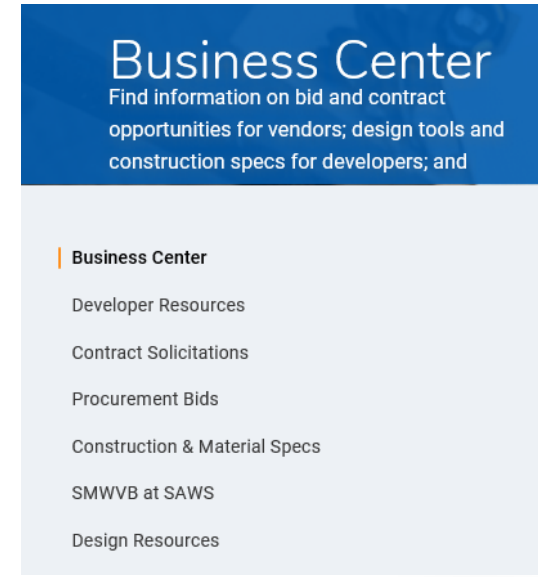 Business Center
Find information on bid and contract
opportunities for vendors; design tools and
construction specs for developers; and
Business Center
Developer Resources
Contract Solicitations
Procurement Bids
Construction & Material Specs
SMWVB at SAWS
Design Resources